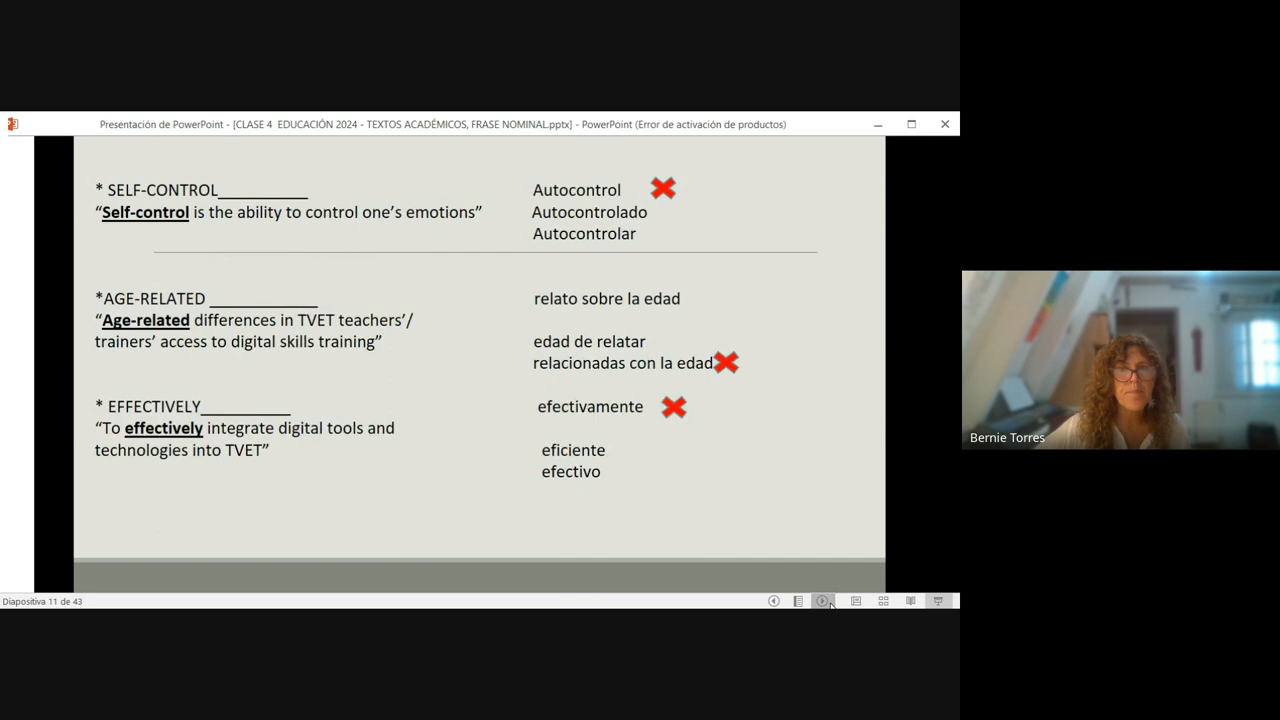 Presentación de PowerPoint - [CLASE 4 EDUCACIÓN 2024 - TEXTOS ACADÉMICOS, FRASE NOMINAL.pptx] - PowerPoint (Error de activación de productos)
* SELF-CONTROL__________
“Self-control is the ability to control one’s emotions”
Autocontrol
Autocontrolado
Autocontrolar
*AGE-RELATED ____________
“Age-related differences in TVET teachers’/
trainers’ access to digital skills training”
relato sobre la edad
edad de relatar
relacionadas con la edad
* EFFECTIVELY__________
“To effectively integrate digital tools and
technologies into TVET”
efectivamente
eficiente
efectivo
Diapositiva 11 de 43
Bernie Torres